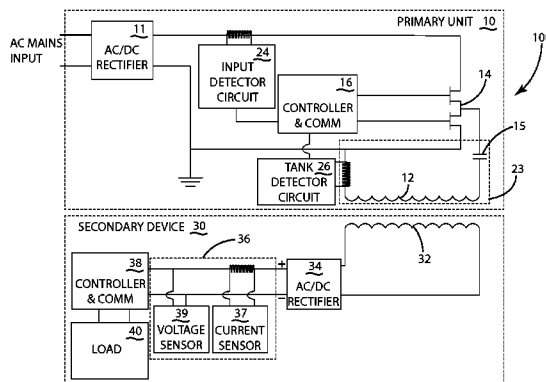 PRIMARY UNIT 10
10
AC MAINS
INPUT
11
AC/DC
RECTIFIER
24
INPUT
DETECTOR
CIRCUIT
16
CONTROLLER
& COMM
14
15
TANK 26
DETECTOR
CIRCUIT
12
23
SECONDARY DEVICE 30
36
32
38
CONTROLLER
& COMM
+
−
34
AC/DC
RECTIFIER
39
VOLTAGE
SENSOR
37
CURRENT
SENSOR
40
LOAD